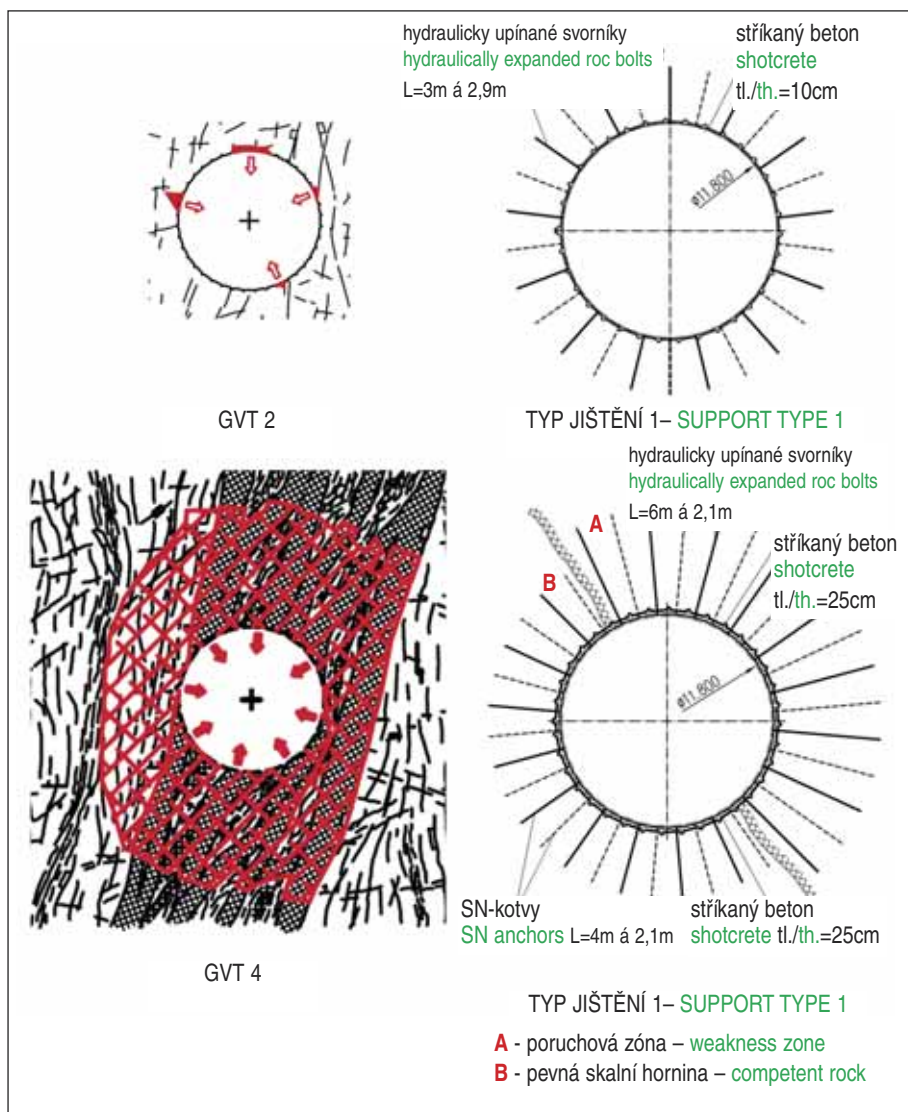 hydraulicky upínané svorníky
hydraulically expanded roc bolts
L=3m á 2,9m
stříkaný beton
shotcrete
tl./th.=10cm
ø11.800
GVT 2
TYP JIŠTĚNÍ 1– SUPPORT TYPE 1
hydraulicky upínané svorníky
hydraulically expanded roc bolts
L=6m á 2,1m
A
B
stříkaný beton
shotcrete
tl./th.=25cm
ø11.800
SN-kotvy
SN anchors L=4m á 2,1m
stříkaný beton
shotcrete tl./th.=25cm
GVT 4
TYP JIŠTĚNÍ 1– SUPPORT TYPE 1
A - poruchová zóna – weakness zone
B - pevná skalní hornina – competent rock